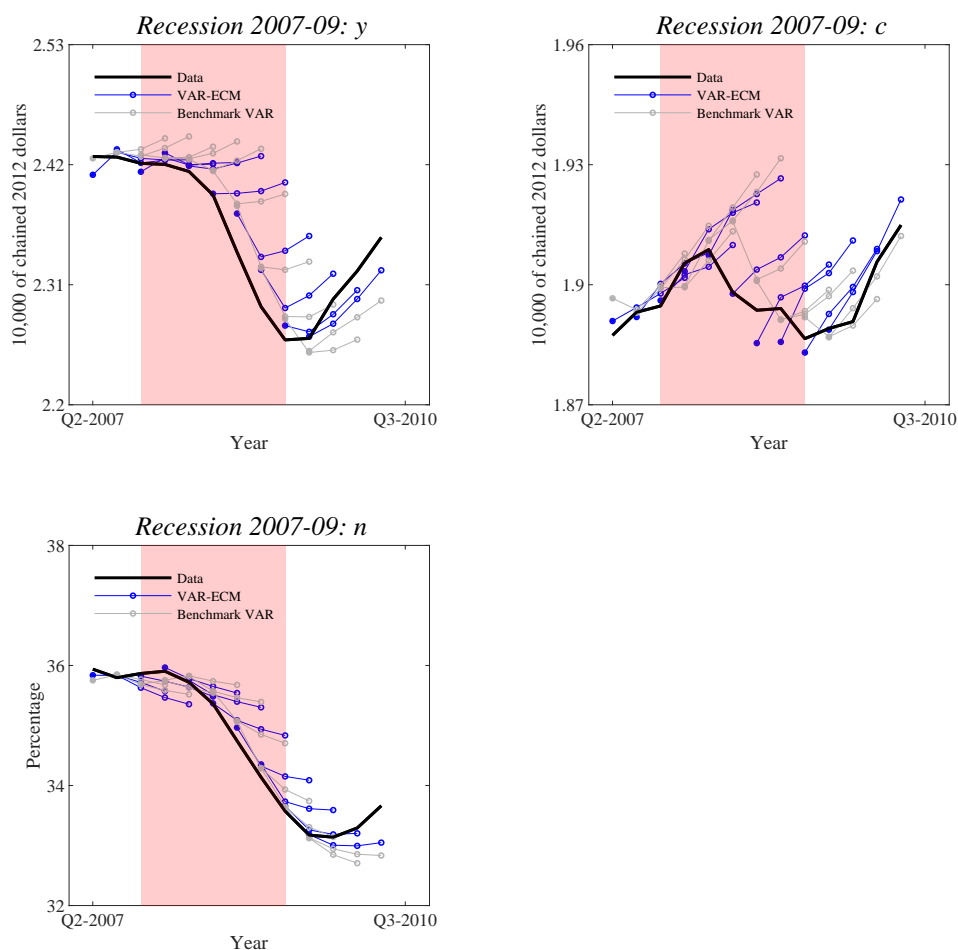 Recession 2007-09: y
2.53
2.42
2.31
2.2
10,000 of chained 2012 dollars
Data
VAR-ECM
Benchmark VAR
Q2-2007
Q3-2010
Year
Recession 2007-09: c
1.96
1.93
1.9
1.87
10,000 of chained 2012 dollars
Data
VAR-ECM
Benchmark VAR
Q2-2007
Q3-2010
Year
Recession 2007-09: n
38
36
34
32
Percentage
Data
VAR-ECM
Benchmark VAR
Q2-2007
Q3-2010
Year